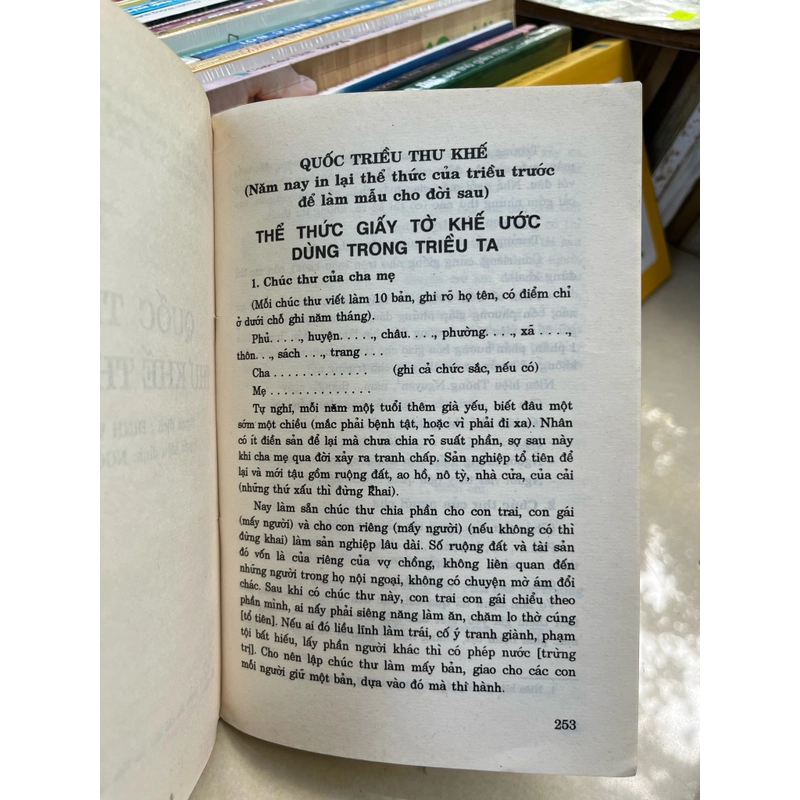 QUỐC TRIỀU THƯ KHẾ
(Năm nay in lại thể thức của triều trước
để làm mẫu cho đời sau)
THỂ THỨC GIẤY TỜ KHẾ ƯỚC
DÙNG TRONG TRIỀU TA
1. Chúc thư của cha mẹ
(Mỗi chúc thư viết làm 10 bản, ghi rõ họ tên, có điểm chỉ
ở dưới chỗ ghi năm tháng).
Phủ. . . . ., huyện. . . ., châu. . . ., phường. . . ., xã . . . .,
thôn. . ., sách . . ., trang . . .
Cha . . . . . . . . . . . . . . (ghi cả chức sắc, nếu có)
Mẹ . . . . . . . . . . . . . .
Tự nghĩ, mỗi năm một tuổi thêm già yếu, biết đâu một
sớm một chiều (mắc phải bệnh tật, hoặc vì phải đi xa). Nhân
có ít điền sản để lại mà chưa chia rõ suất phần, sợ sau này
khi cha mẹ qua đời xảy ra tranh chấp. Sản nghiệp tổ tiên để
lại và mới tậu gồm ruộng đất, ao hồ, nô tỳ, nhà cửa, của cải
(những thứ xấu thì đừng khai).
Nay làm sẵn chúc thư chia phần cho con trai, con gái
(mấy người) và cho con riêng (mấy người) (nếu không có thì
đừng khai) làm sản nghiệp lâu dài. Số ruộng đất và tài sản
đó vốn là của riêng của vợ chồng, không liên quan đến
những người trong họ nội ngoại, không có chuyện mờ ám đổi
chác. Sau khi có chúc thư này, con trai con gái chiểu theo
phần mình, ai nấy phải siêng năng làm ăn, chăm lo thờ cúng
[tổ tiên]. Nếu ai đó liều lĩnh làm trái, cố ý tranh giành, phạm
tội bất hiếu, lấy phần người khác thì có phép nước [trừng
trị]. Cho nên lập chúc thư làm mấy bản, giao cho các con
mỗi người giữ một bản, dựa vào đó mà thi hành.
253